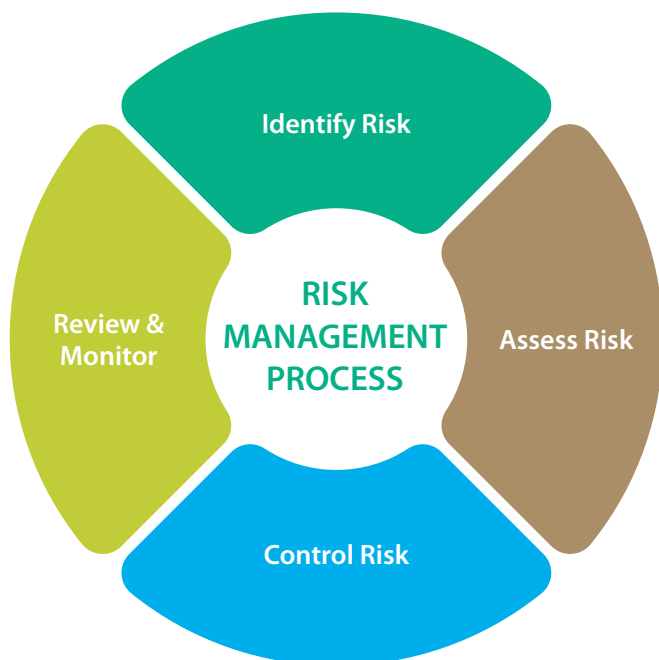 Identify Risk
RISK
MANAGEMENT
PROCESS
Review &
Monitor
Assess Risk
Control Risk